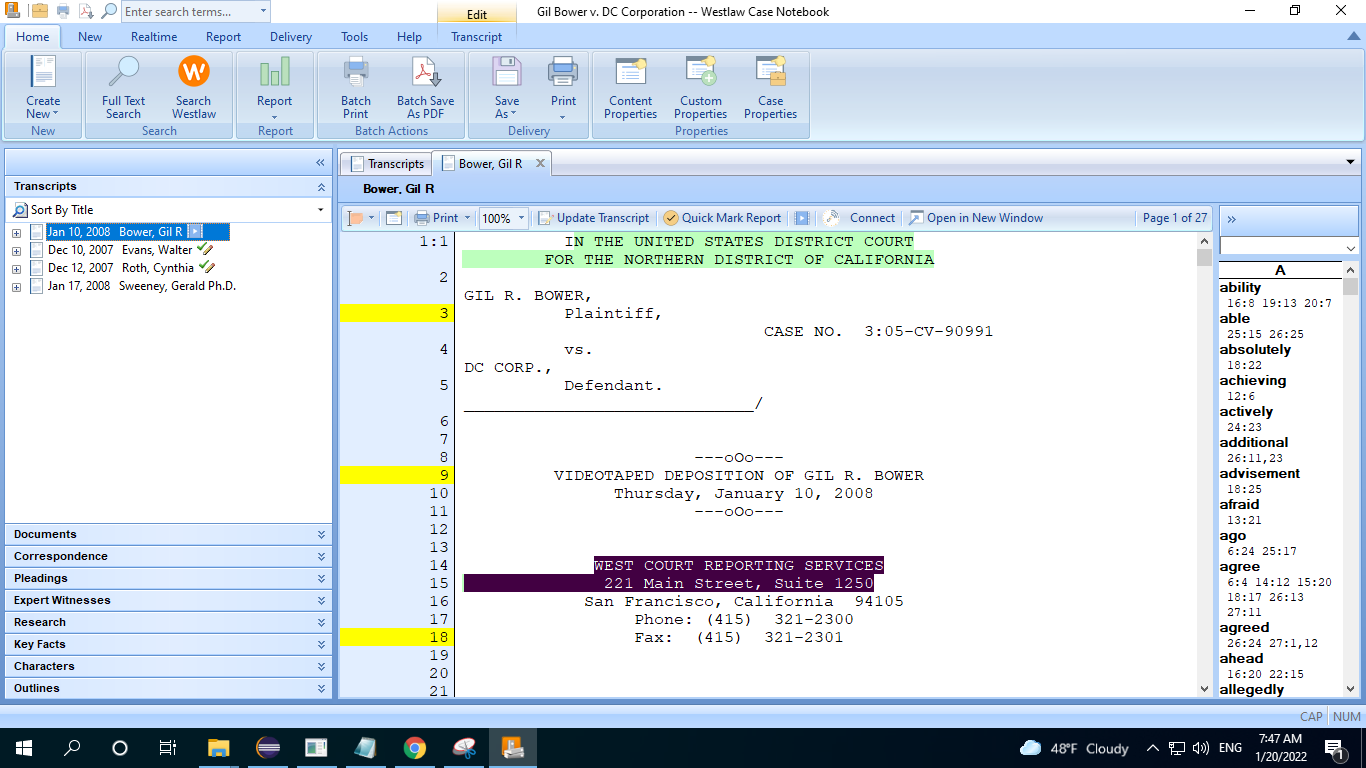 Enter search terms...
Edit
Gil Bower v. DC Corporation -- Westlaw Case Notebook
Home New Realtime Report Delivery Tools Help Transcript
Create New
Full Text Search
Search Westlaw
Report
Batch Print
Batch Save As PDF
Save As
Print
Content Properties
Custom Properties
Case Properties
New Search Report Batch Actions Delivery Properties
Transcripts
Sort By Title
Jan 10, 2008 Bower, Gil R
Dec 10, 2007 Evans, Walter
Dec 12, 2007 Roth, Cynthia
Jan 17, 2008 Sweeney, Gerald Ph.D.
Documents
Correspondence
Pleadings
Expert Witnesses
Research
Key Facts
Characters
Outlines
Transcripts Bower, Gil R
Bower, Gil R
Print 100% Update Transcript Quick Mark Report Connect Open in New Window Page 1 of 27
1:1 IN THE UNITED STATES DISTRICT COURT
FOR THE NORTHERN DISTRICT OF CALIFORNIA
2
GIL R. BOWER,
3 Plaintiff,
CASE NO. 3:05-CV-90991
4 vs.
DC CORP.,
5 Defendant.
_____________________________/
6
7
8 ---oOo---
9 VIDEOTAPED DEPOSITION OF GIL R. BOWER
10 Thursday, January 10, 2008
11 ---oOo---
12
13
14 WEST COURT REPORTING SERVICES
15 221 Main Street, Suite 1250
16 San Francisco, California 94105
17 Phone: (415) 321-2300
18 Fax: (415) 321-2301
19
20
21
A
ability
16:8 19:13 20:7
able
25:15 26:25
absolutely
18:22
achieving
12:6
actively
24:23
additional
26:11,23
advisement
18:25
afraid
13:21
ago
6:24 25:17
agree
6:4 14:12 15:20
18:17 26:13
27:11
agreed
26:24 27:1,12
ahead
16:20 22:15
allegedly
CAP NUM
48°F Cloudy
ENG
7:47 AM
1/20/2022
1